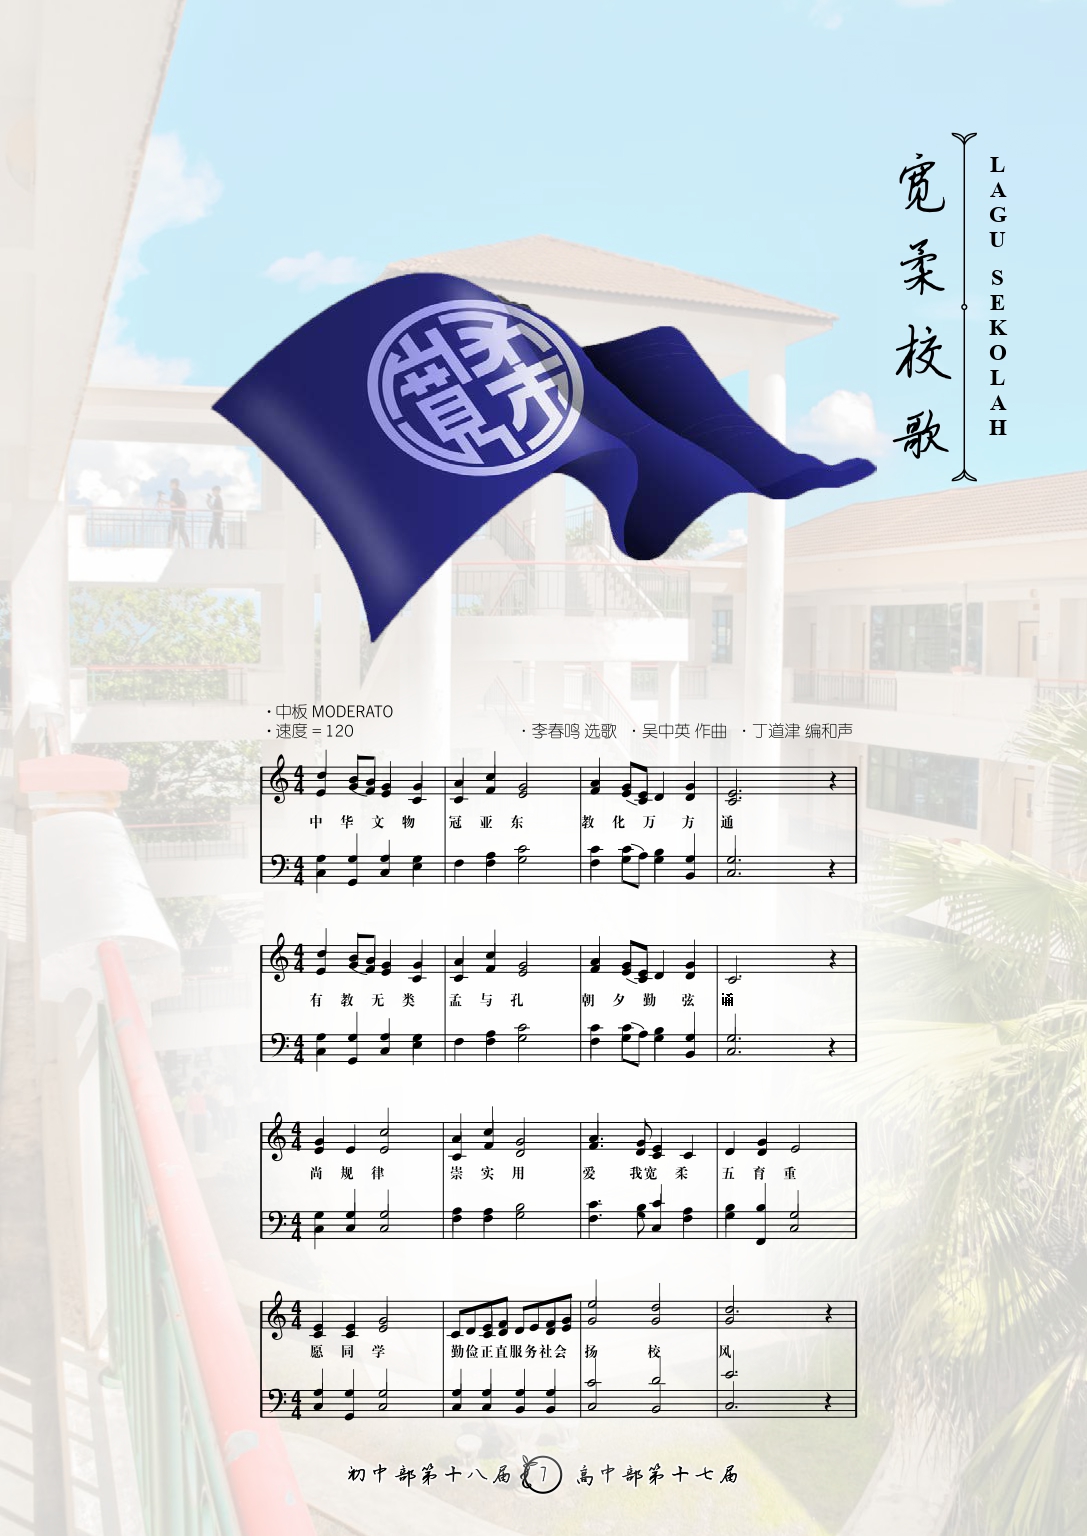 宽柔校歌
LAGU SEKOLAH
寬柔
· 中板 MODERATO
· 速度 = 120
· 李春鸣 选歌 · 吴中英 作曲 · 丁道津 编和声
中 华 文 物 冠 亚 东 教 化 万 方 通
有 教 无 类 孟 与 孔 朝 夕 勤 弦 诵
尚 规 律 崇 实 用 爱 我 宽 柔 五 育 重
愿 同 学 勤 俭 正 直 服 务 社 会 扬 校 风
初中部第十八届 7 高中部第十七届